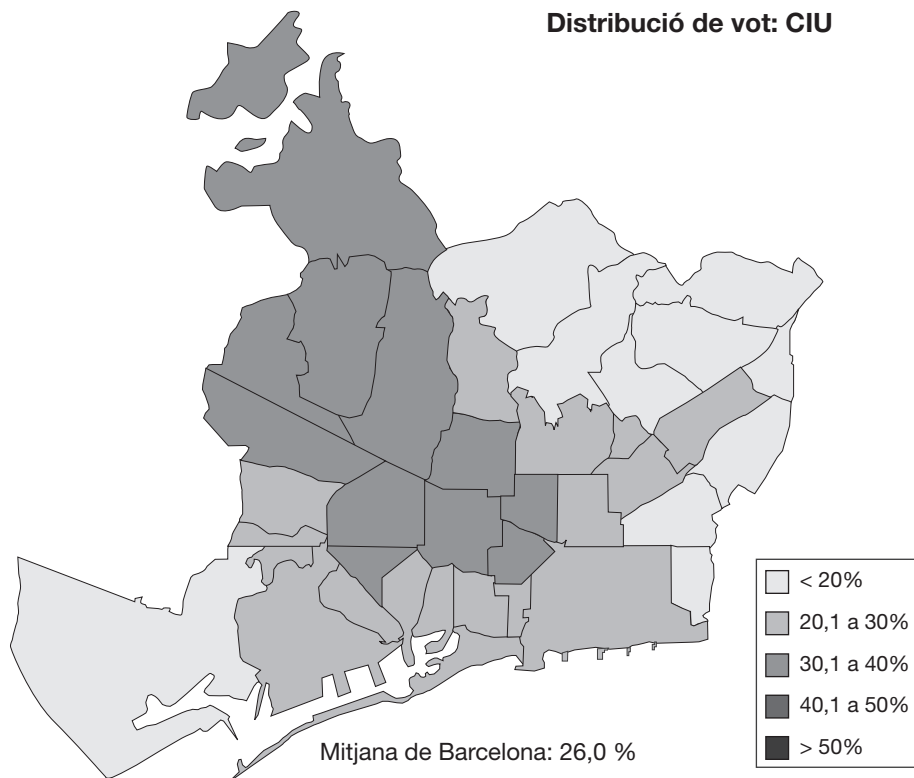 Distribució de vot: CIU
< 20%
20,1 a 30%
30,1 a 40%
40,1 a 50%
> 50%
Mitjana de Barcelona: 26,0 %